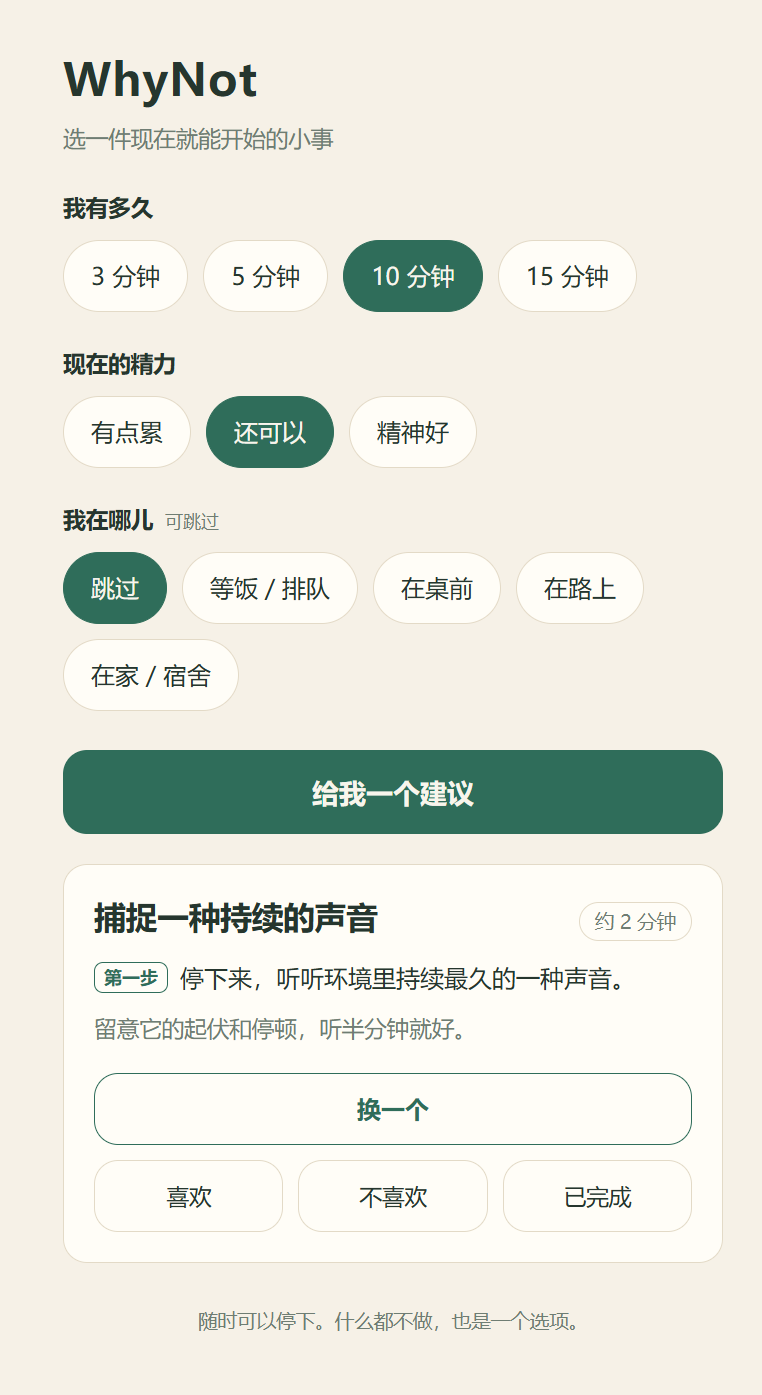 WhyNot
选一件现在就能开始的小事
我有多久
3 分钟 5 分钟 10 分钟 15 分钟
现在的精力
有点累 还可以 精神好
我在哪儿 可跳过
跳过 等饭 / 排队 在桌前 在路上
在家 / 宿舍
给我一个建议
捕捉一种持续的声音 约 2 分钟
第一步 停下来，听听环境里持续最久的一种声音。
留意它的起伏和停顿，听半分钟就好。
换一个
喜欢 不喜欢 已完成
随时可以停下。什么都不做，也是一个选项。